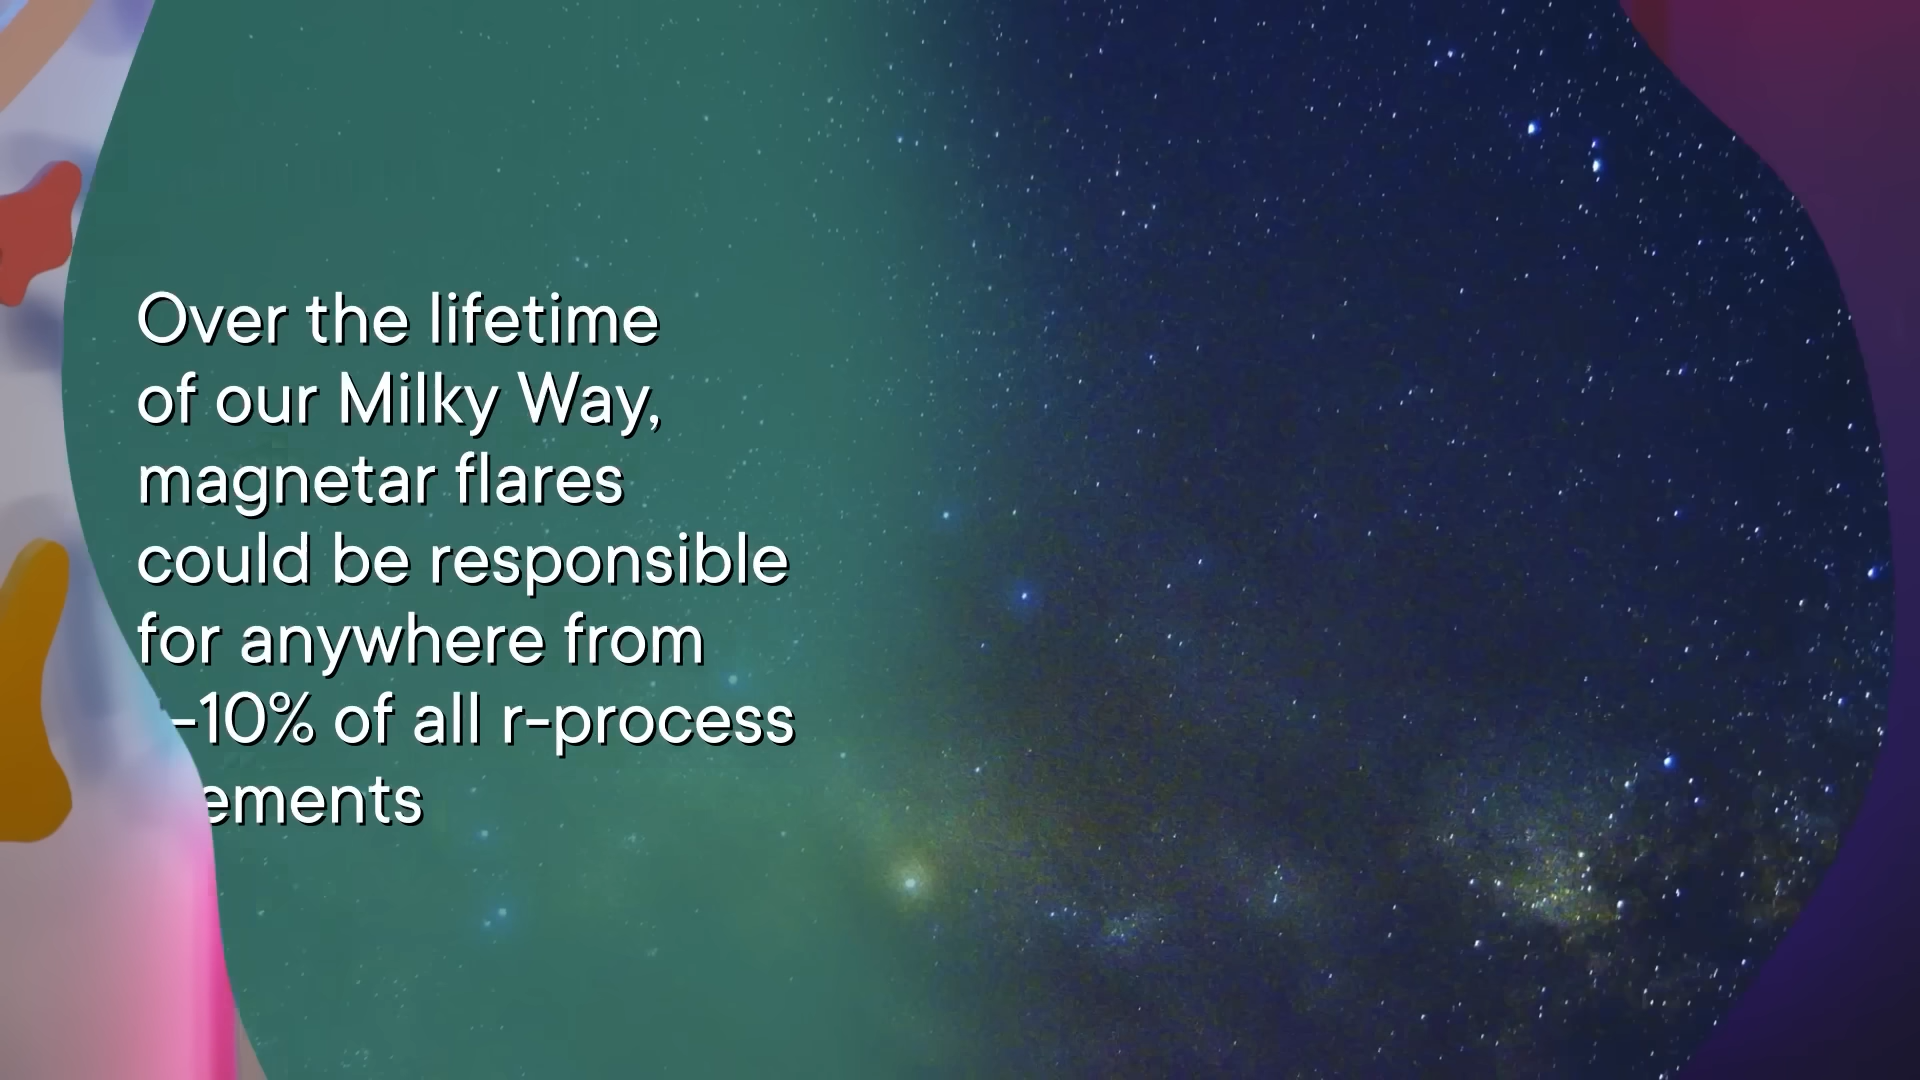 Over the lifetime
of our Milky Way,
magnetar flares
could be responsible
for anywhere from
–10% of all r-process
ements